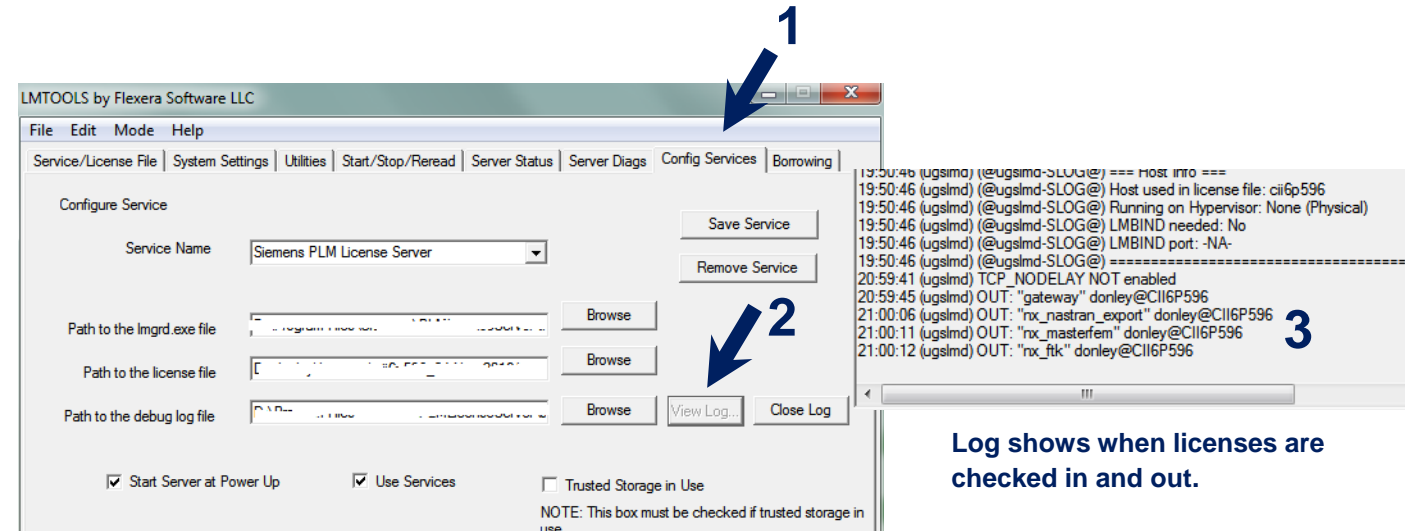 1
LMTOOLS by Flexera Software LLC
File Edit Mode Help
Service/License File System Settings Utilities Start/Stop/Reread Server Status Server Diags Config Services Borrowing
Configure Service
Service Name Siemens PLM License Server
Save Service
Remove Service
Path to the lmgrd.exe file
Browse
2
Path to the license file
Browse
Path to the debug log file
Browse View Log... Close Log
Start Server at Power Up Use Services Trusted Storage in Use
NOTE: This box must be checked if trusted storage in
use
19:50:46 (ugslmd) (@ugslmd-SLOG@) === Host Info ===
19:50:46 (ugslmd) (@ugslmd-SLOG@) Host used in license file: cii6p596
19:50:46 (ugslmd) (@ugslmd-SLOG@) Running on Hypervisor: None (Physical)
19:50:46 (ugslmd) (@ugslmd-SLOG@) LMBIND needed: No
19:50:46 (ugslmd) (@ugslmd-SLOG@) LMBIND port: -NA-
19:50:46 (ugslmd) (@ugslmd-SLOG@) ====================================
20:59:41 (ugslmd) TCP_NODELAY NOT enabled
20:59:45 (ugslmd) OUT: "gateway" donley@CII6P596
21:00:06 (ugslmd) OUT: "nx_nastran_export" donley@CII6P596
21:00:11 (ugslmd) OUT: "nx_masterfem" donley@CII6P596
21:00:12 (ugslmd) OUT: "nx_ftk" donley@CII6P596
3
Log shows when licenses are
checked in and out.